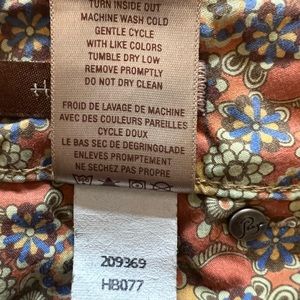 TURN INSIDE OUT
MACHINE WASH COLD
GENTLE CYCLE
WITH LIKE COLORS
TUMBLE DRY LOW
REMOVE PROMPTLY
DO NOT DRY CLEAN
H
FROID DE LAVAGE DE MACHINE
AVEC DES COULEURS PAREILLES
CYCLE DOUX
LE BAS SEC DE DEGRINGOLADE
ENLEVES PROMPTEMENT
NE SECHEZ PAS PROPRE
209369
HB077